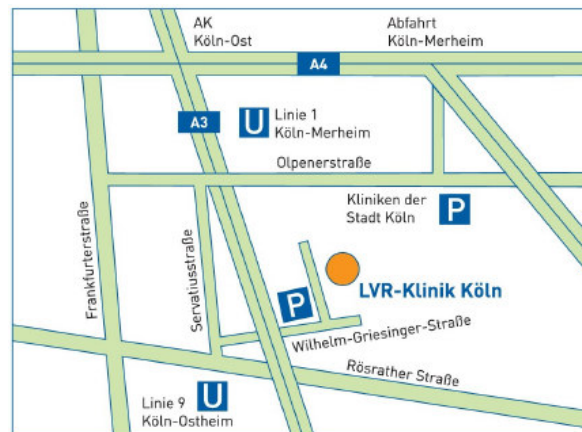 AK
Köln-Ost
Abfahrt
Köln-Merheim
A4
A3
U
Linie 1
Köln-Merheim
Olpenerstraße
Kliniken der
Stadt Köln
P
Frankfurterstraße
Servatiusstraße
P
LVR-Klinik Köln
Wilhelm-Griesinger-Straße
Rösrather Straße
Linie 9
Köln-Ostheim
U